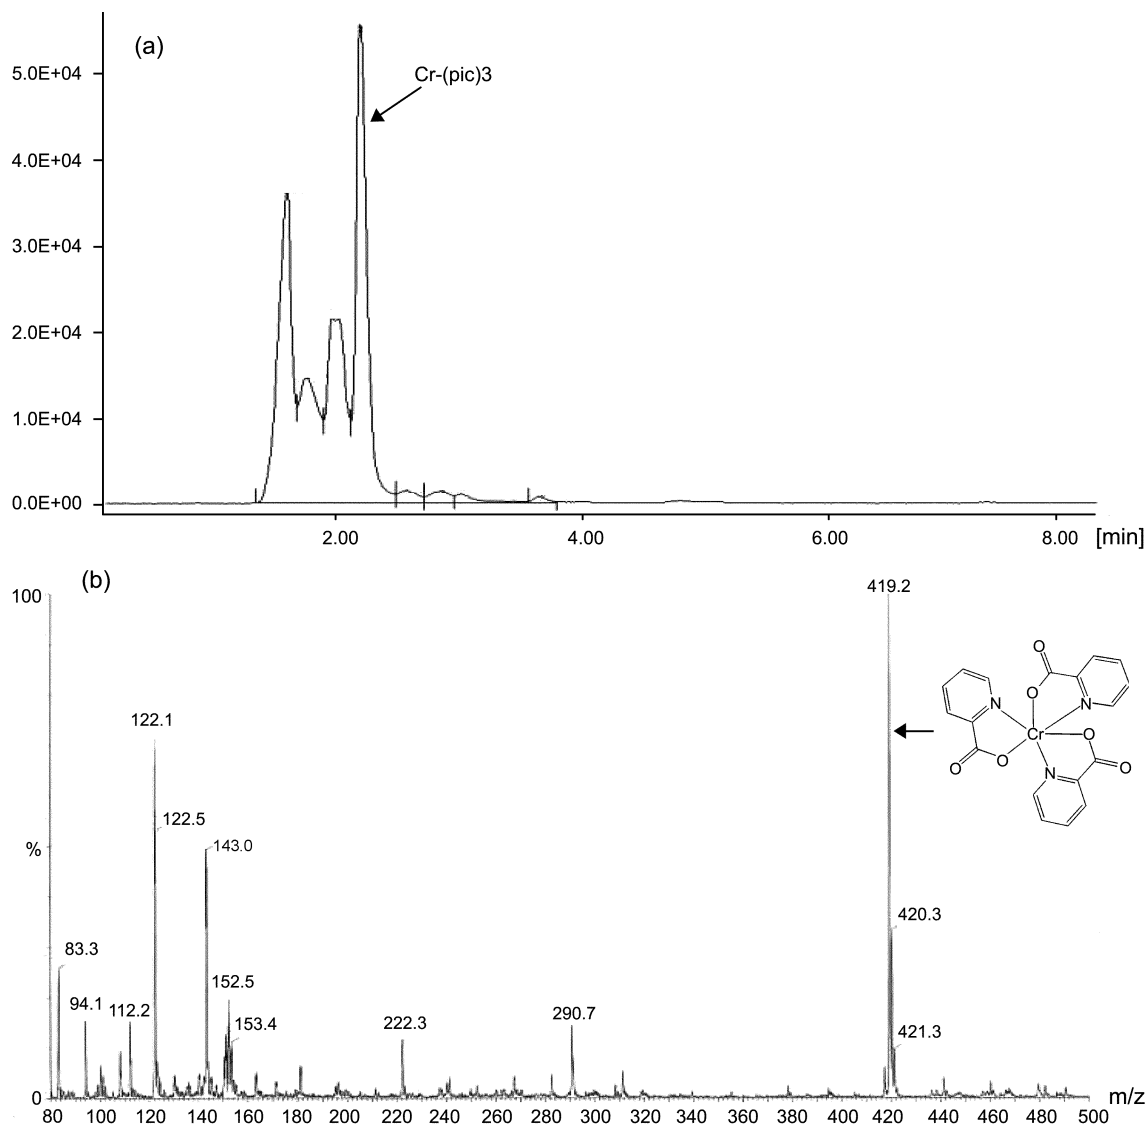 (a)
Cr-(pic)3
5.0E+04
4.0E+04
3.0E+04
2.0E+04
1.0E+04
0.0E+00
2.00 4.00 6.00 8.00 [min]
(b)
100
419.2
122.1
122.5
143.0
%
83.3
94.1
112.2
152.5
153.4
222.3
290.7
420.3
421.3
O
O
N
N
Cr
O
O
O
O
N
0
80 100 120 140 160 180 200 220 240 260 280 300 320 340 360 380 400 420 440 460 480 500 m/z